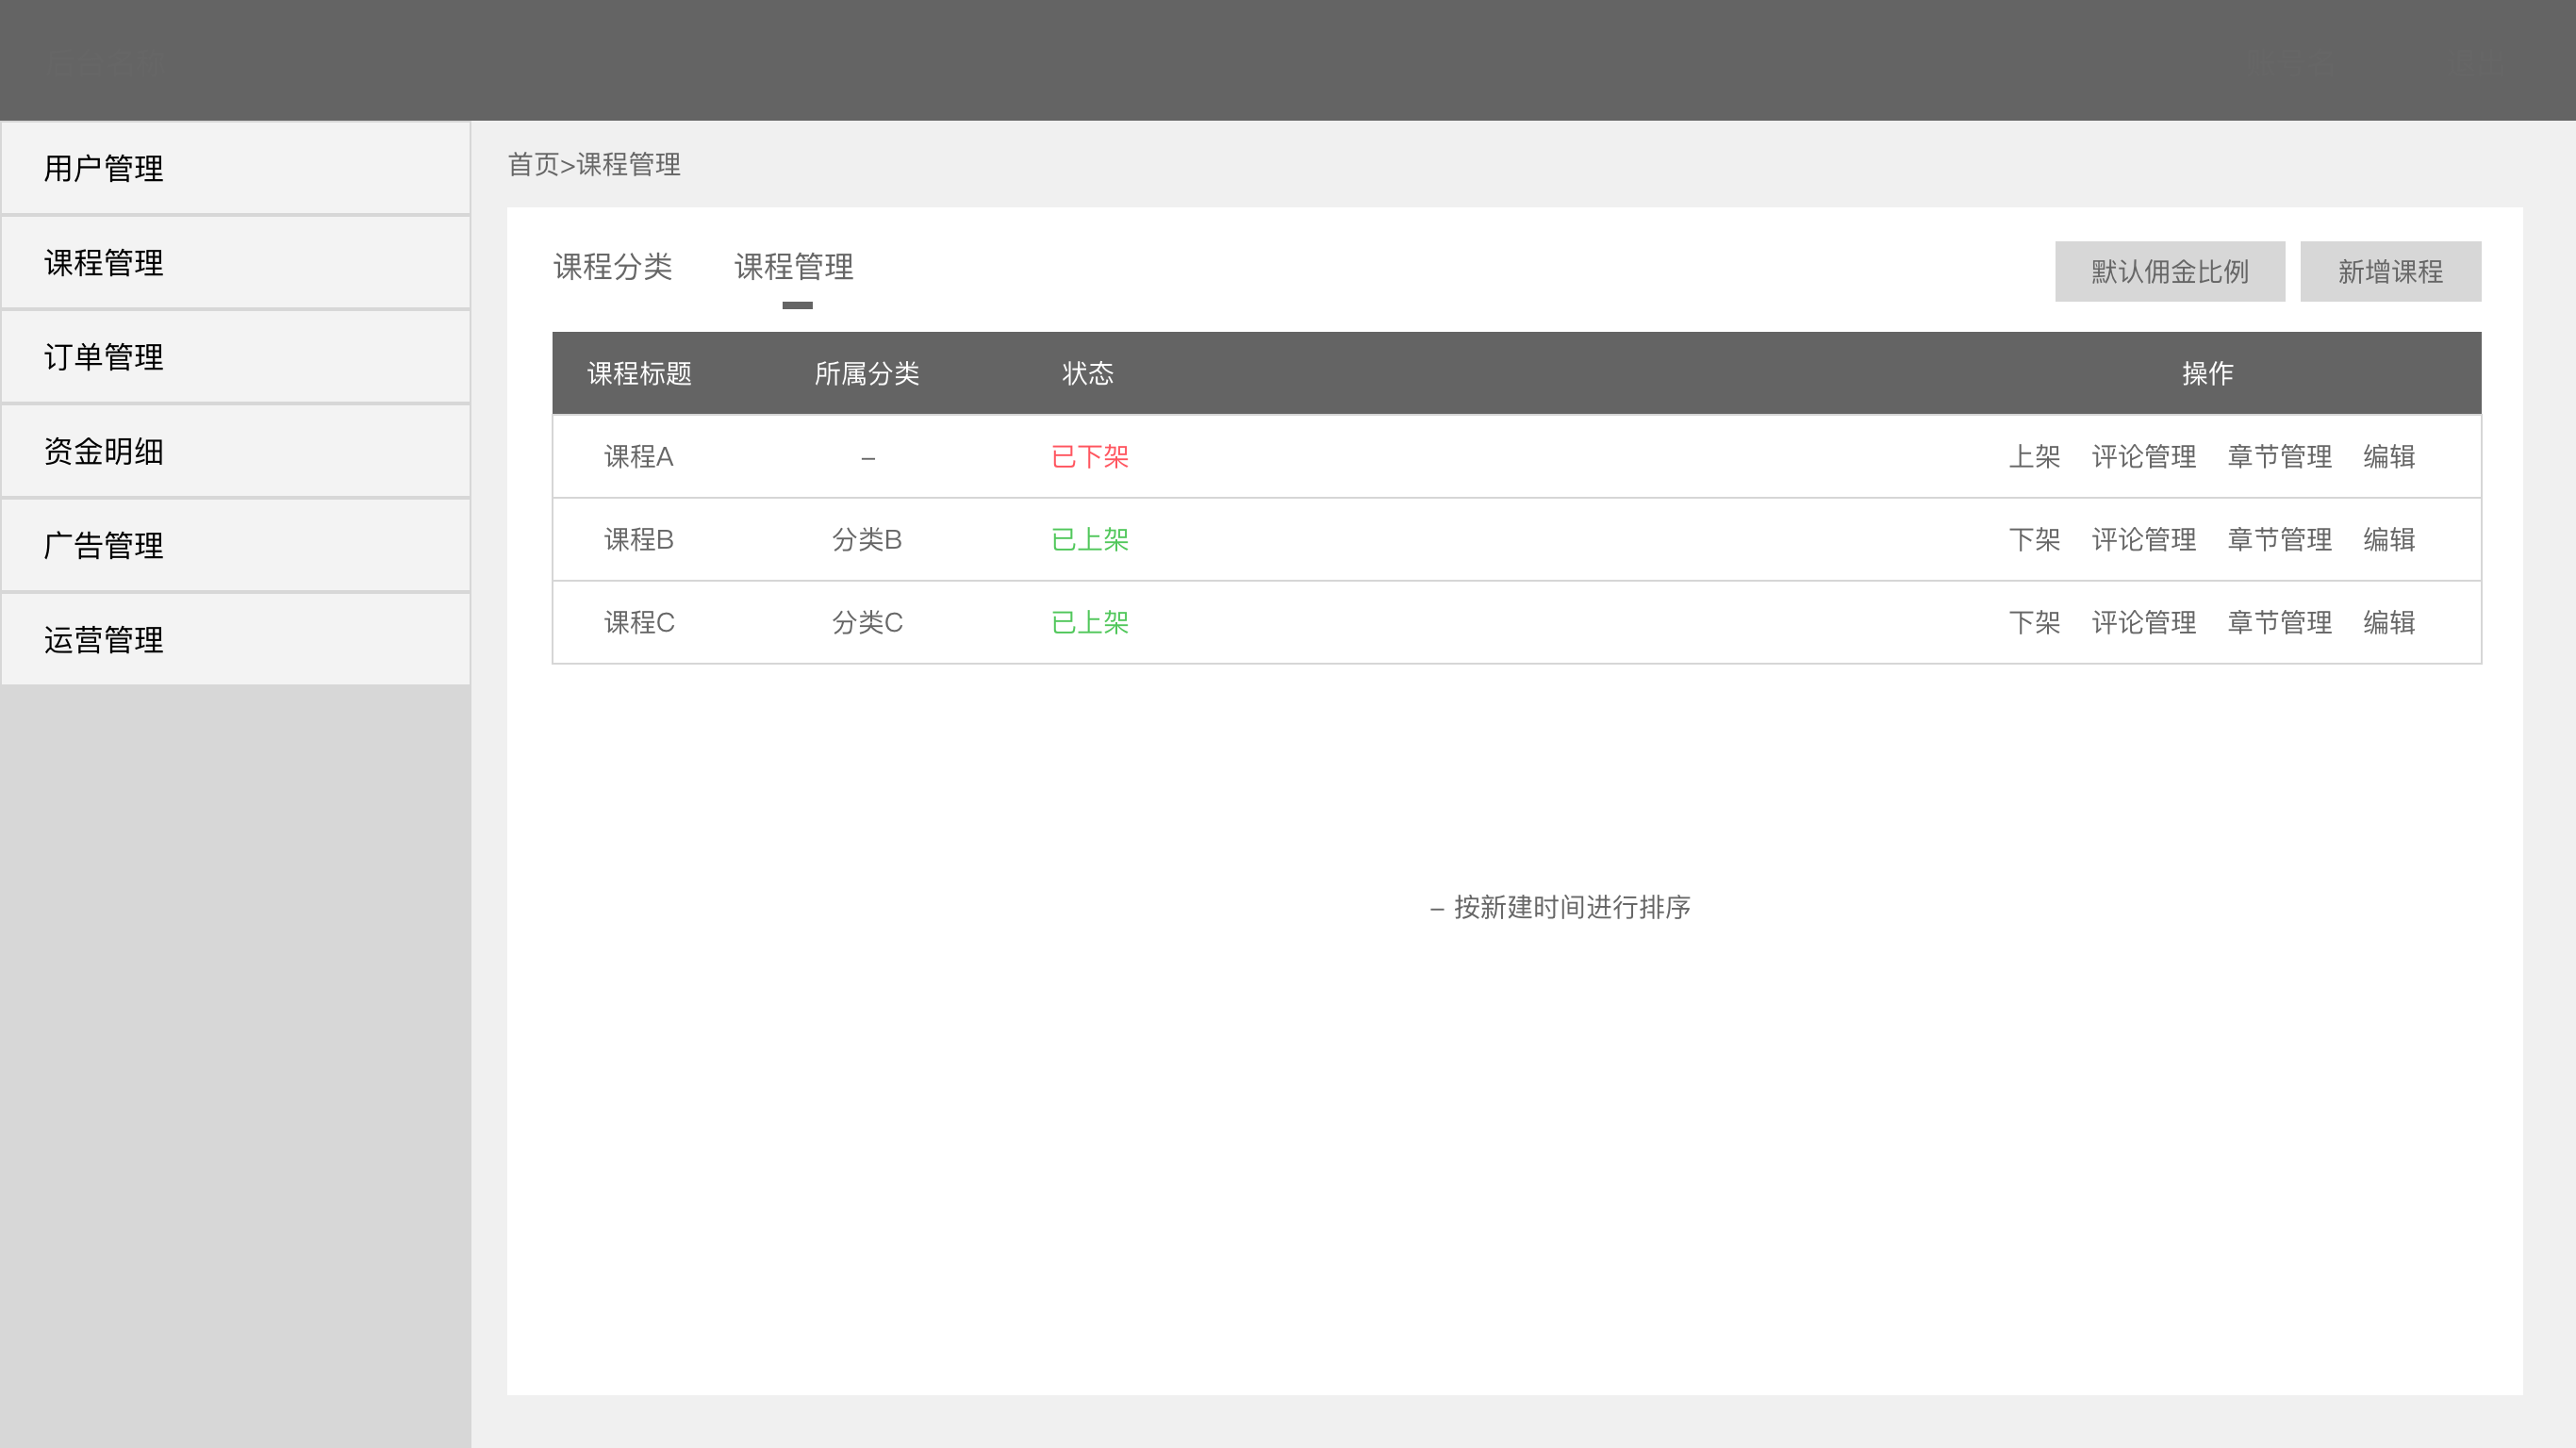 首页>课程管理
用户管理
课程管理
订单管理
资金明细
广告管理
运营管理
课程分类 课程管理 默认佣金比例 新增课程
课程标题 所属分类 状态 操作
课程A – 已下架 上架 评论管理 章节管理 编辑
课程B 分类B 已上架 下架 评论管理 章节管理 编辑
课程C 分类C 已上架 下架 评论管理 章节管理 编辑
– 按新建时间进行排序